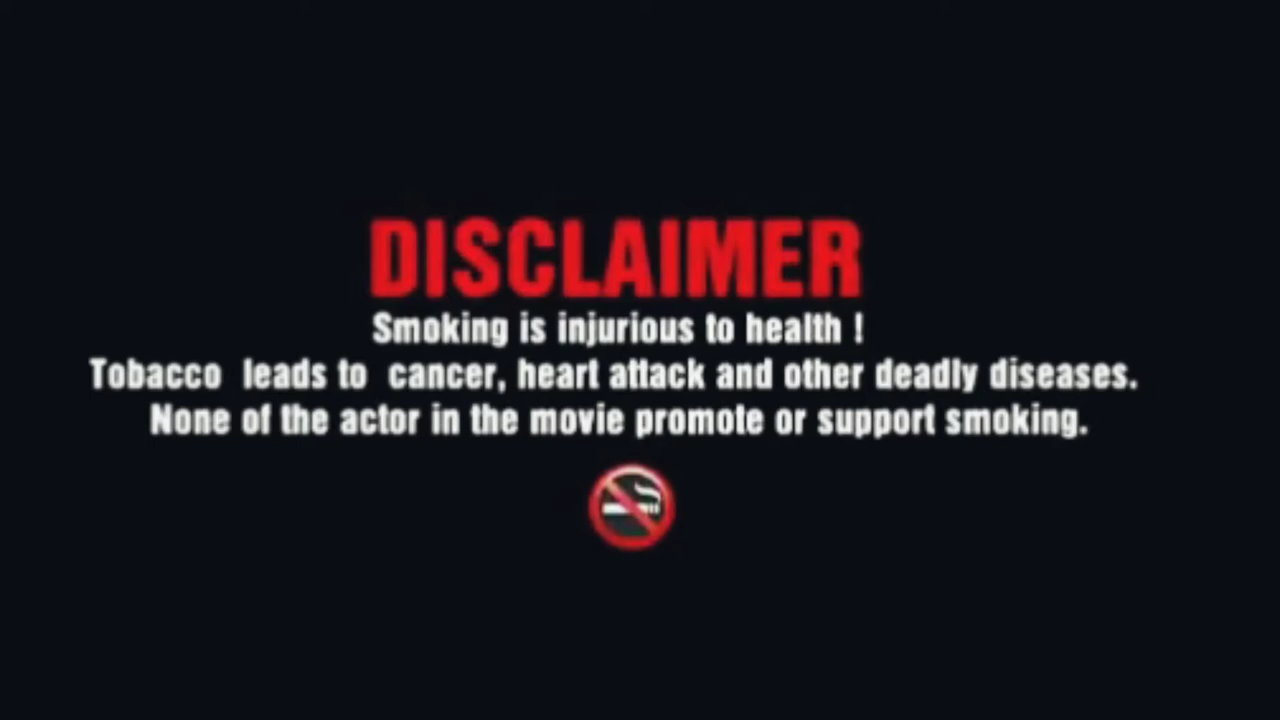 DISCLAIMER
Smoking is injurious to health !
Tobacco leads to cancer, heart attack and other deadly diseases.
None of the actor in the movie promote or support smoking.